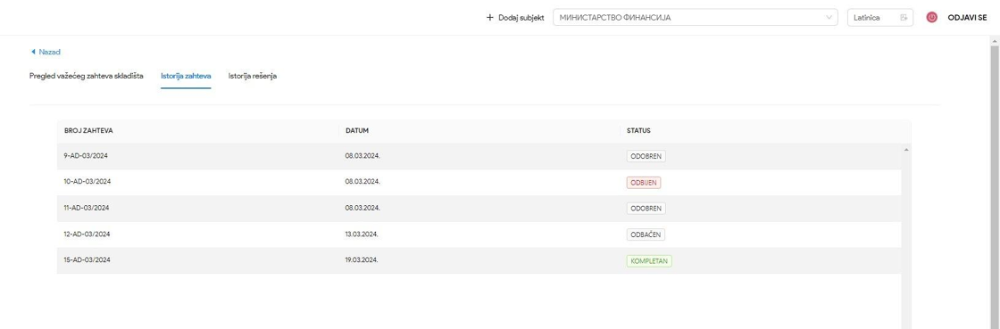 Dodaj subjekt МИНИСТАРСТВО ФИНАНСИЈА Latinica ODJAVI SE
Nazad
Pregled važećeg zahteva skladišta Istorija zahteva Istorija rešenja
BROJ ZAHTEVA DATUM STATUS
9-AD-03/2024 08.03.2024. ODOBREN
10-AD-03/2024 08.03.2024. ODBIJEN
11-AD-03/2024 08.03.2024. ODOBREN
12-AD-03/2024 13.03.2024. ODBAČEN
15-AD-03/2024 19.03.2024. KOMPLETAN